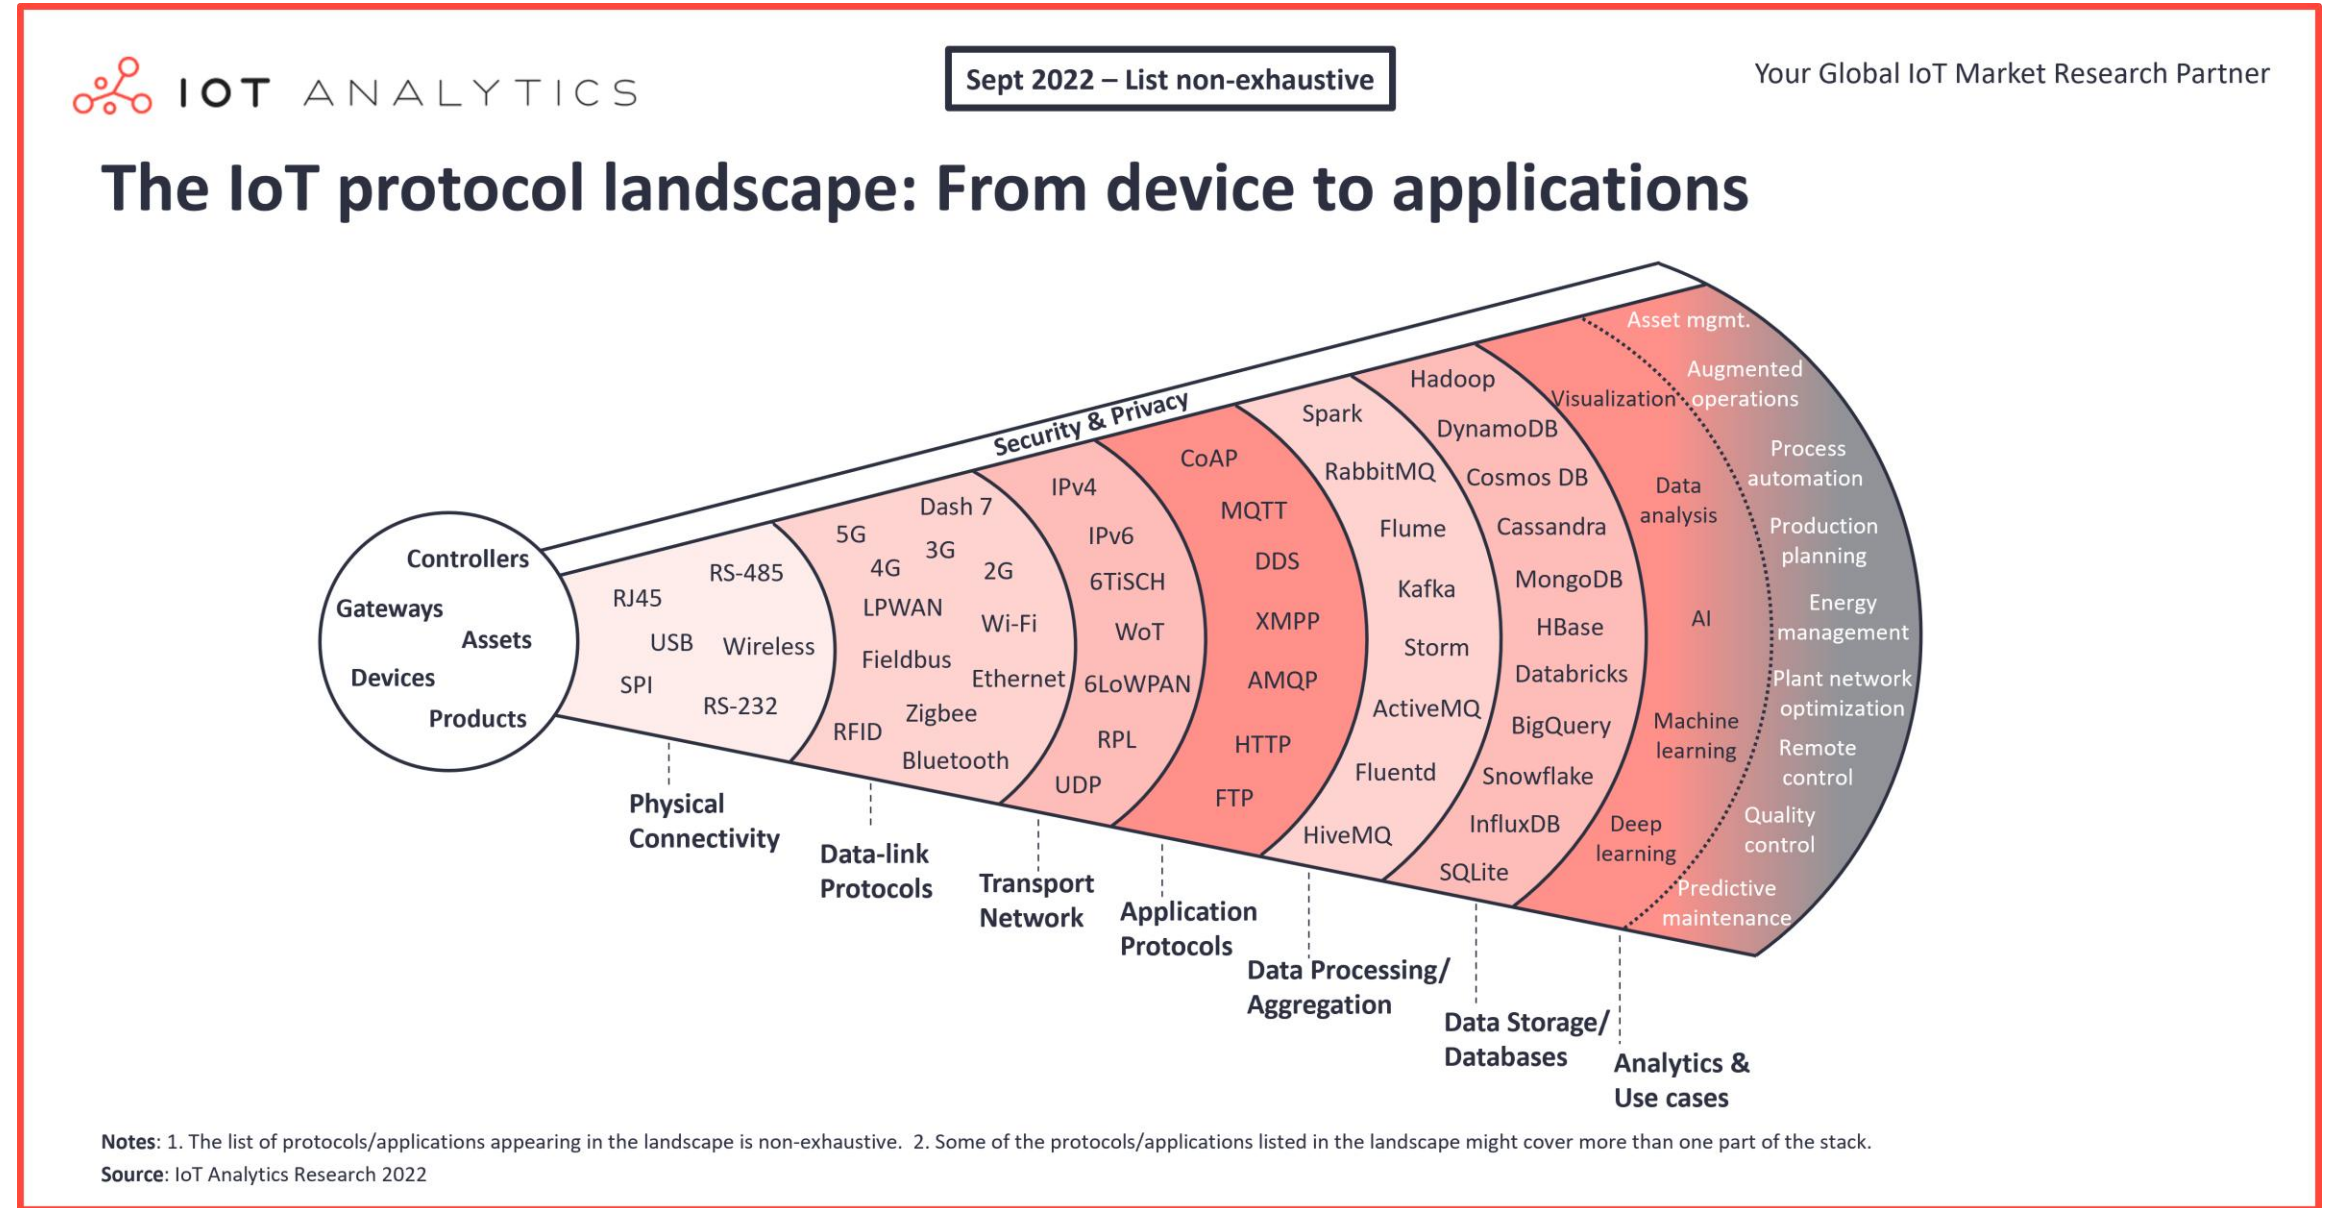 IOT ANALYTICS
Sept 2022 – List non-exhaustive
Your Global IoT Market Research Partner
The IoT protocol landscape: From device to applications
Security & Privacy
Controllers
Gateways
Assets
Devices
Products
RS-485
RJ45
USB
Wireless
SPI
RS-232
Physical
Connectivity
Dash 7
5G
3G
4G
2G
LPWAN
Wi-Fi
Fieldbus
Ethernet
Zigbee
RFID
Bluetooth
Data-link
Protocols
IPv4
IPv6
6TiSCH
WoT
6LoWPAN
RPL
UDP
Transport
Network
CoAP
MQTT
DDS
XMPP
AMQP
HTTP
FTP
Application
Protocols
Spark
RabbitMQ
Flume
Kafka
Storm
ActiveMQ
Fluentd
HiveMQ
Data Processing/
Aggregation
Hadoop
DynamoDB
Cosmos DB
Cassandra
MongoDB
HBase
Databricks
BigQuery
Snowflake
InfluxDB
SQLite
Data Storage/
Databases
Visualization
Data
analysis
AI
Machine
learning
Deep
learning
Asset mgmt.
Augmented
operations
Process
automation
Production
planning
Energy
management
Plant network
optimization
Remote
control
Quality
control
Predictive
maintenance
Analytics &
Use cases
Notes: 1. The list of protocols/applications appearing in the landscape is non-exhaustive. 2. Some of the protocols/applications listed in the landscape might cover more than one part of the stack.
Source: IoT Analytics Research 2022